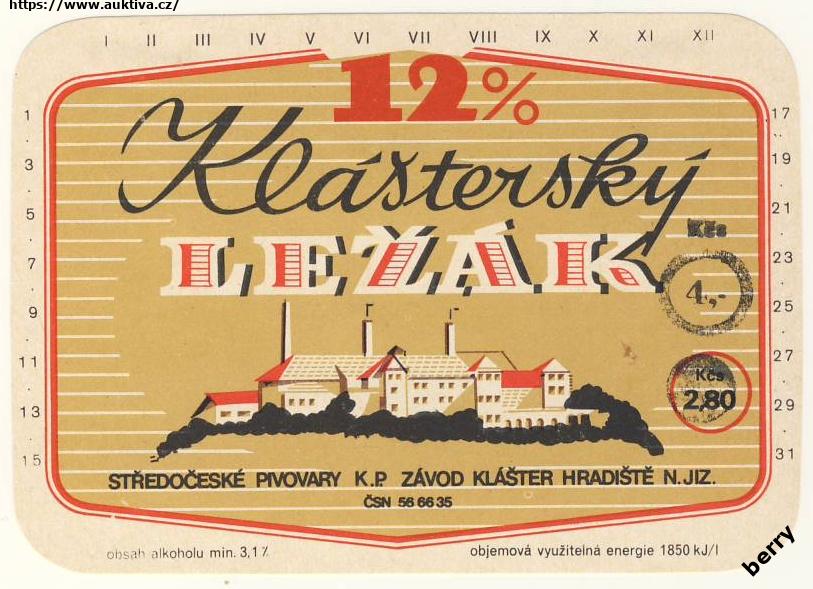 https://www.auktiva.cz/
I II III IV V VI VII VIII IX X XI XII
12%
Klášterský
LEŽÁK
Kčs
4,-
Kčs
2,80
1 · 3 · 5 · 7 · 9 · 11 · 13 · 15
17 · 19 · 21 · 23 · 25 · 27 · 29 · 31
STŘEDOČESKÉ PIVOVARY K.P. ZÁVOD KLÁŠTER HRADIŠTĚ N.JIZ.
ČSN 56 66 35
obsah alkoholu min. 3,1%
objemová využitelná energie 1850 kJ/l
berry